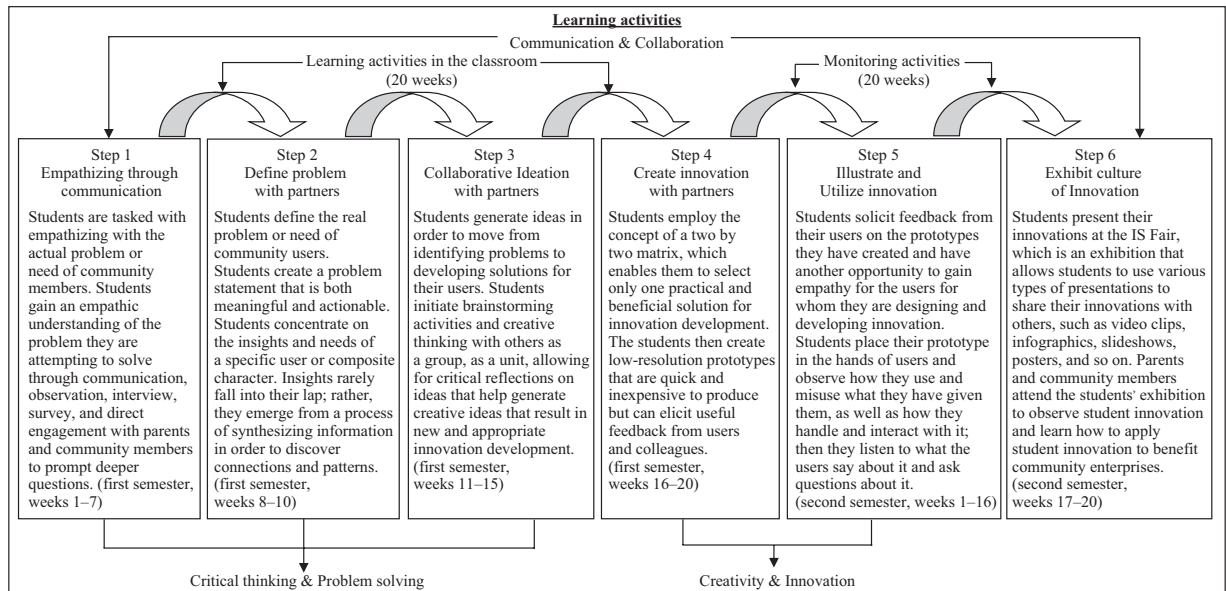 Learning activities
Communication & Collaboration
Learning activities in the classroom
(20 weeks)
Monitoring activities
(20 weeks)
Step 1
Empathizing through
communication
Students are tasked with
empathizing with the
actual problem or
need of community
members. Students
gain an empathic
understanding of the
problem they are
attempting to solve
through communication,
observation, interview,
survey, and direct
engagement with parents
and community members
to prompt deeper
questions. (first semester,
weeks 1–7)
Step 2
Define problem
with partners
Students define the real
problem or need of
community users.
Students create a problem
statement that is both
meaningful and actionable.
Students concentrate on
the insights and needs of
a specific user or composite
character. Insights rarely
fall into their lap; rather,
they emerge from a process
of synthesizing information
in order to discover
connections and patterns.
(first semester,
weeks 8–10)
Step 3
Collaborative Ideation
with partners
Students generate ideas in
order to move from
identifying problems to
developing solutions for
their users. Students
initiate brainstorming
activities and creative
thinking with others as
a group, as a unit, allowing
for critical reflections on
ideas that help generate
creative ideas that result in
new and appropriate
innovation development.
(first semester,
weeks 11–15)
Step 4
Create innovation
with partners
Students employ the
concept of a two by
two matrix, which
enables them to select
only one practical and
beneficial solution for
innovation development.
The students then create
low-resolution prototypes
that are quick and
inexpensive to produce
but can elicit useful
feedback from users
and colleagues.
(first semester,
weeks 16–20)
Step 5
Illustrate and
Utilize innovation
Students solicit feedback from
their users on the prototypes
they have created and have
another opportunity to gain
empathy for the users for
whom they are designing and
developing innovation.
Students place their prototype
in the hands of users and
observe how they use and
misuse what they have given
them, as well as how they
handle and interact with it;
then they listen to what the
users say about it and ask
questions about it.
(second semester, weeks 1–16)
Step 6
Exhibit culture
of Innovation
Students present their
innovations at the IS Fair,
which is an exhibition that
allows students to use various
types of presentations to
share their innovations with
others, such as video clips,
infographics, slideshows,
posters, and so on. Parents
and community members
attend the students' exhibition
to observe student innovation
and learn how to apply
student innovation to benefit
community enterprises.
(second semester,
weeks 17–20)
Critical thinking & Problem solving
Creativity & Innovation